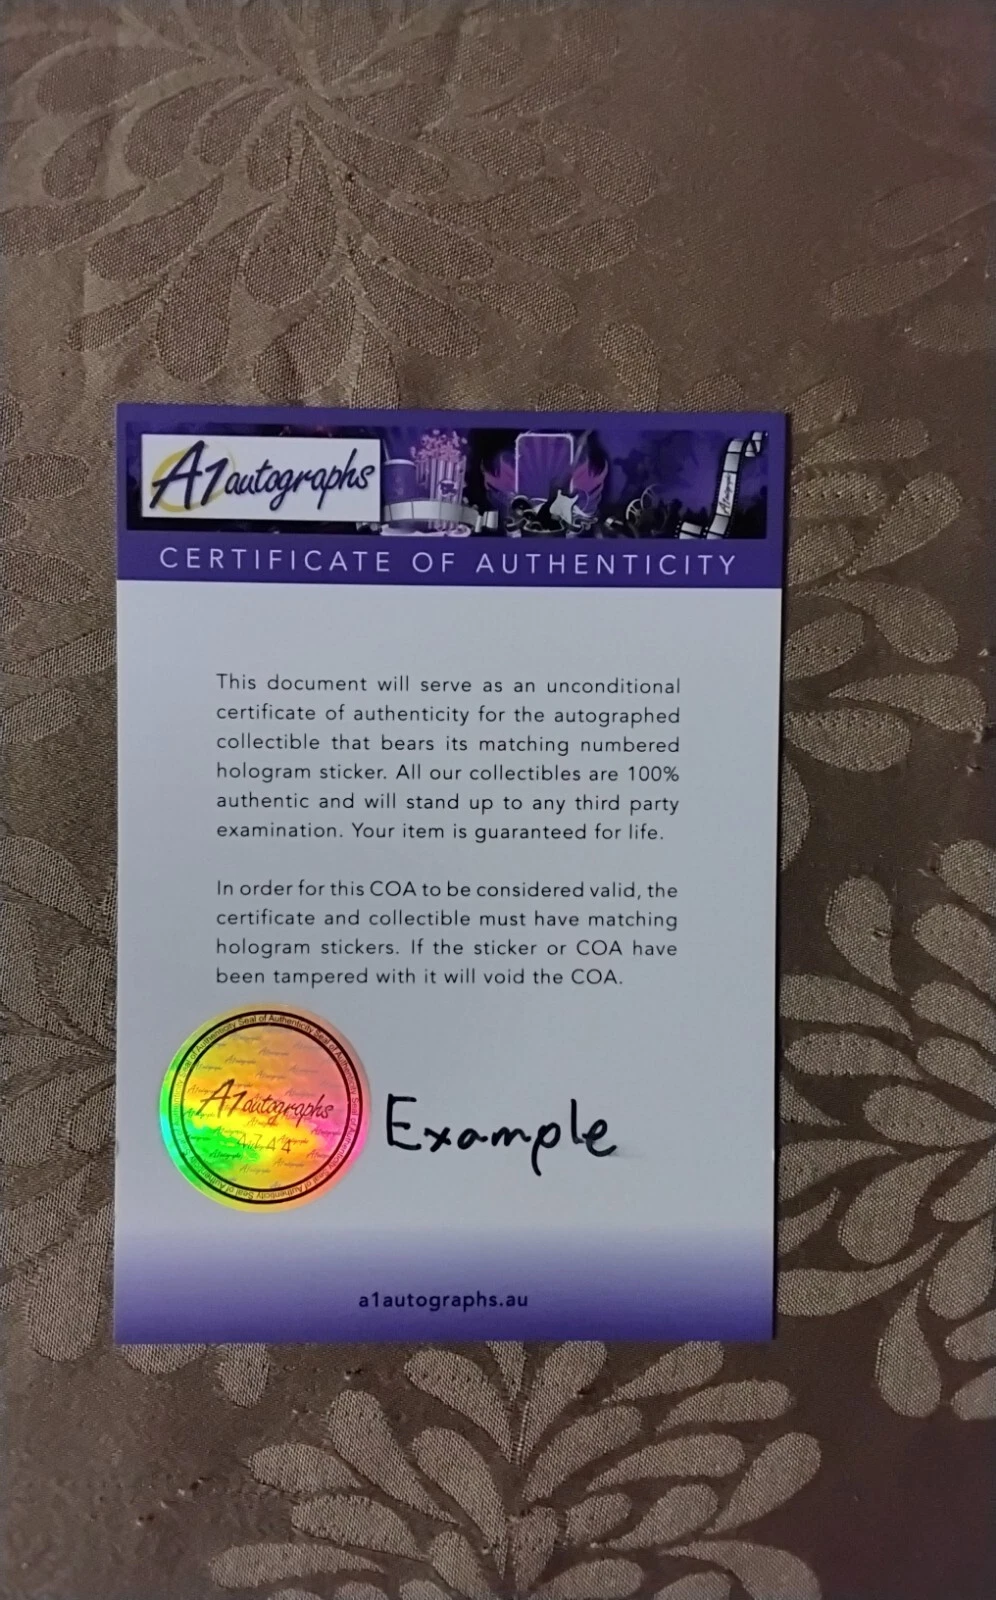 A1autographs
CERTIFICATE OF AUTHENTICITY
This document will serve as an unconditional
certificate of authenticity for the autographed
collectible that bears its matching numbered
hologram sticker. All our collectibles are 100%
authentic and will stand up to any third party
examination. Your item is guaranteed for life.
In order for this COA to be considered valid, the
certificate and collectible must have matching
hologram stickers. If the sticker or COA have
been tampered with it will void the COA.
Seal of Authenticity
A1autographs
4744
Example
a1autographs.au